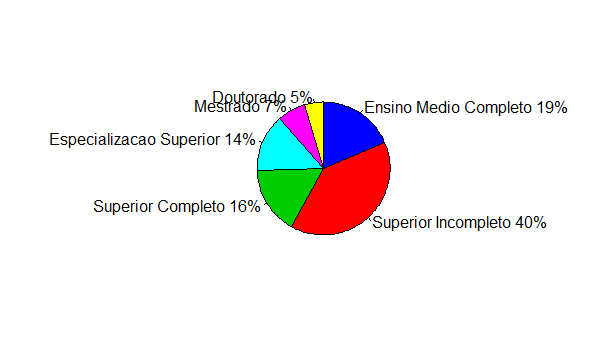 Doutorado 5%
Mestrado 7%
Ensino Medio Completo 19%
Especializacao Superior 14%
Superior Completo 16%
Superior Incompleto 40%